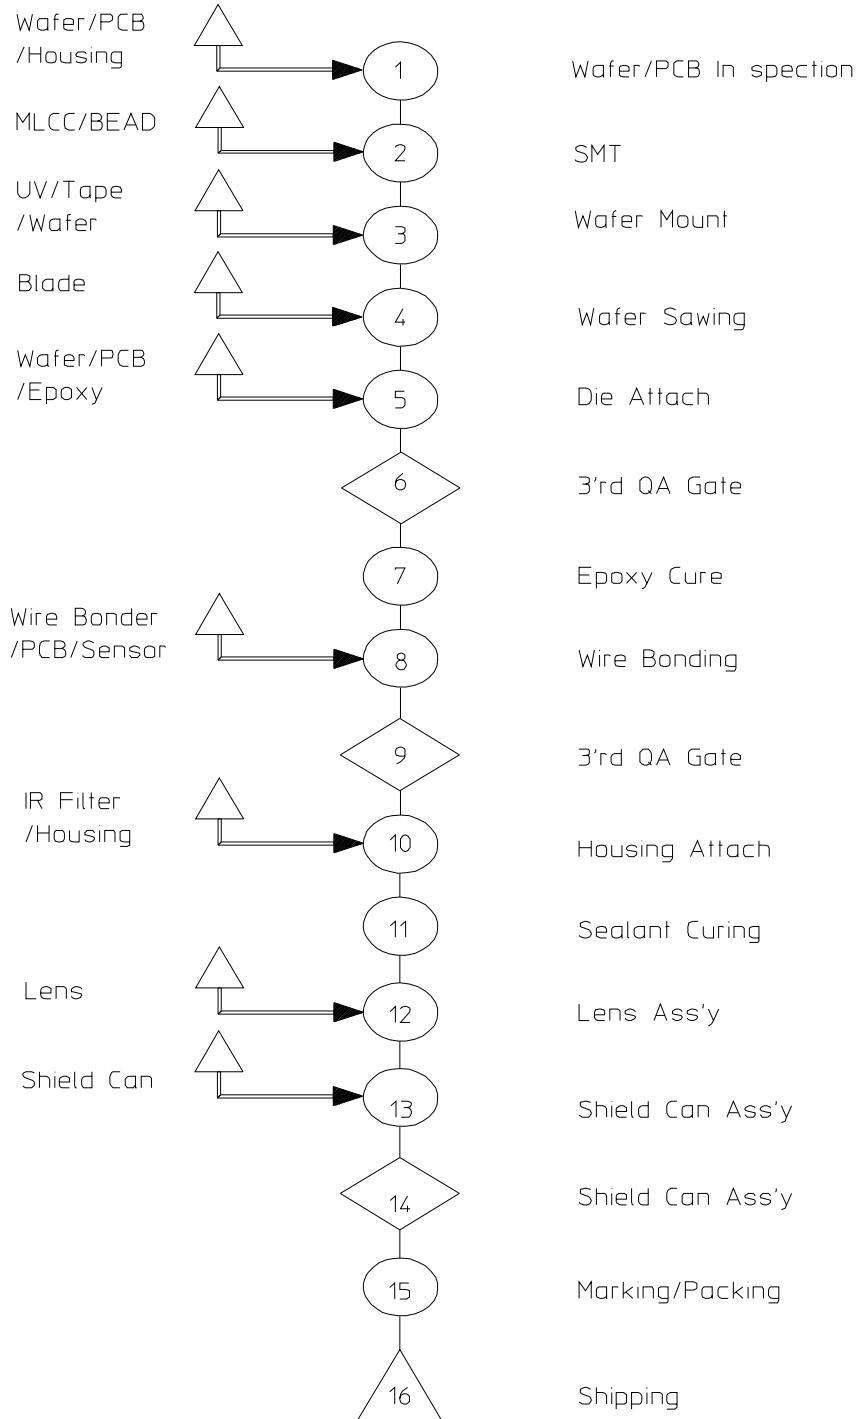 Wafer/PCB
/Housing
1
Wafer/PCB In spection
MLCC/BEAD
2
SMT
UV/Tape
/Wafer
3
Wafer Mount
Blade
4
Wafer Sawing
Wafer/PCB
/Epoxy
5
Die Attach
6
3'rd QA Gate
7
Epoxy Cure
Wire Bonder
/PCB/Sensor
8
Wire Bonding
9
3'rd QA Gate
IR Filter
/Housing
10
Housing Attach
11
Sealant Curing
Lens
12
Lens Ass'y
Shield Can
13
Shield Can Ass'y
14
Shield Can Ass'y
15
Marking/Packing
16
Shipping